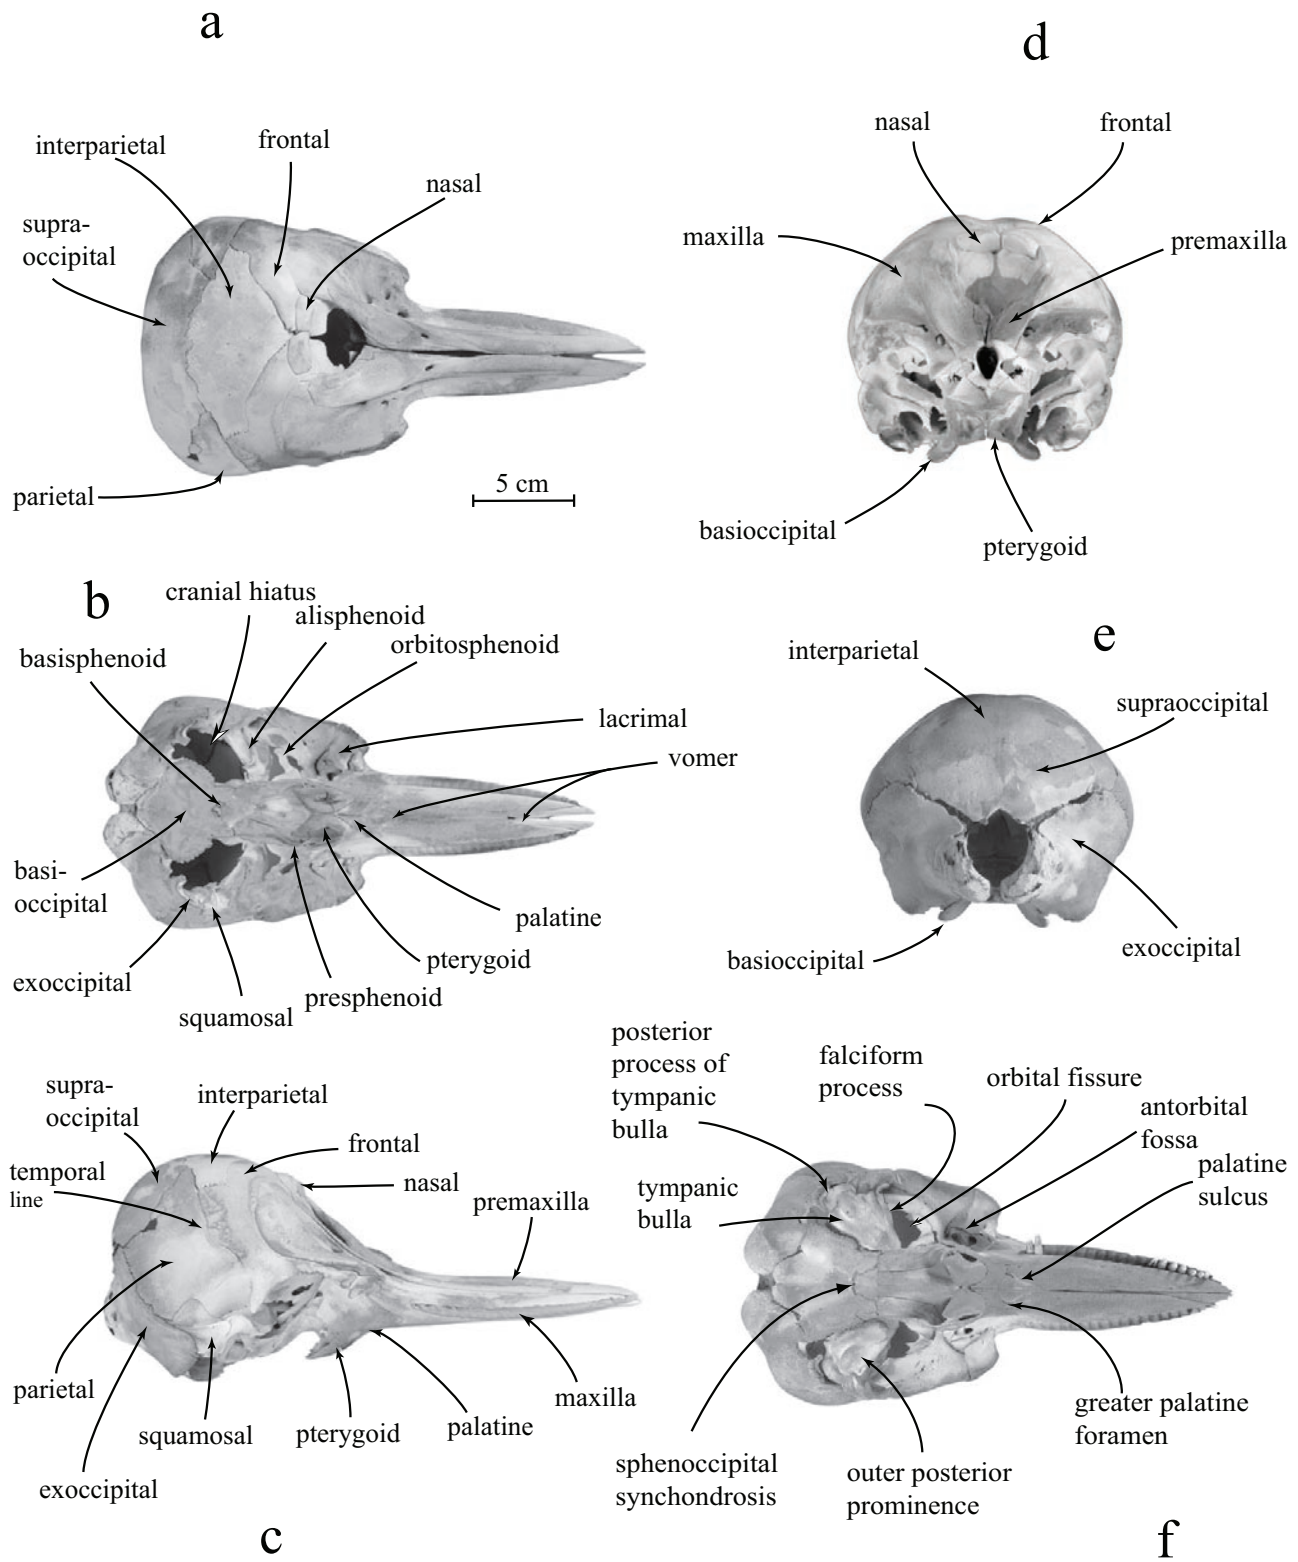 a
interparietal
frontal
nasal
supra-
occipital
parietal
5 cm
d
nasal
frontal
maxilla
premaxilla
basioccipital
pterygoid
b
cranial hiatus
alisphenoid
orbitosphenoid
basisphenoid
lacrimal
vomer
basi-
occipital
palatine
exoccipital
pterygoid
presphenoid
squamosal
e
interparietal
supraoccipital
exoccipital
basioccipital
supra-
occipital
interparietal
frontal
temporal
line
nasal
premaxilla
parietal
maxilla
squamosal
pterygoid
palatine
exoccipital
c
posterior
process of
tympanic
bulla
falciform
process
orbital fissure
antorbital
fossa
palatine
sulcus
tympanic
bulla
greater palatine
foramen
sphenoccipital
synchondrosis
outer posterior
prominence
f